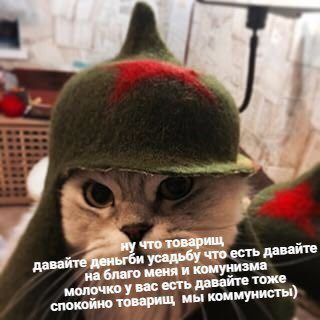 ну что товарищ
давайте деньгби усадьбу что есть давайте
на благо меня и комунизма
молочко у вас есть давайте тоже
спокойно товарищ мы коммунисты)